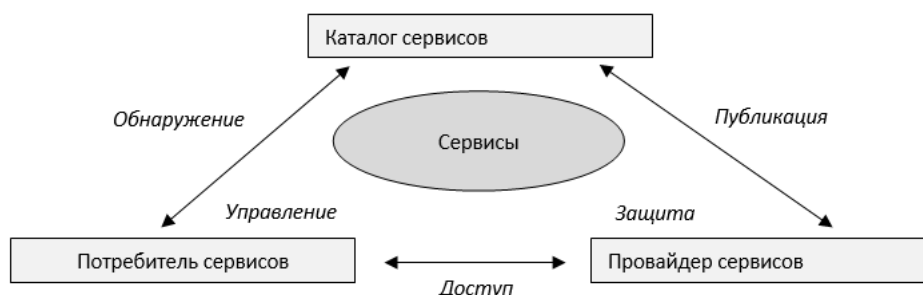 Каталог сервисов
Обнаружение
Публикация
Сервисы
Управление
Защита
Потребитель сервисов
Провайдер сервисов
Доступ